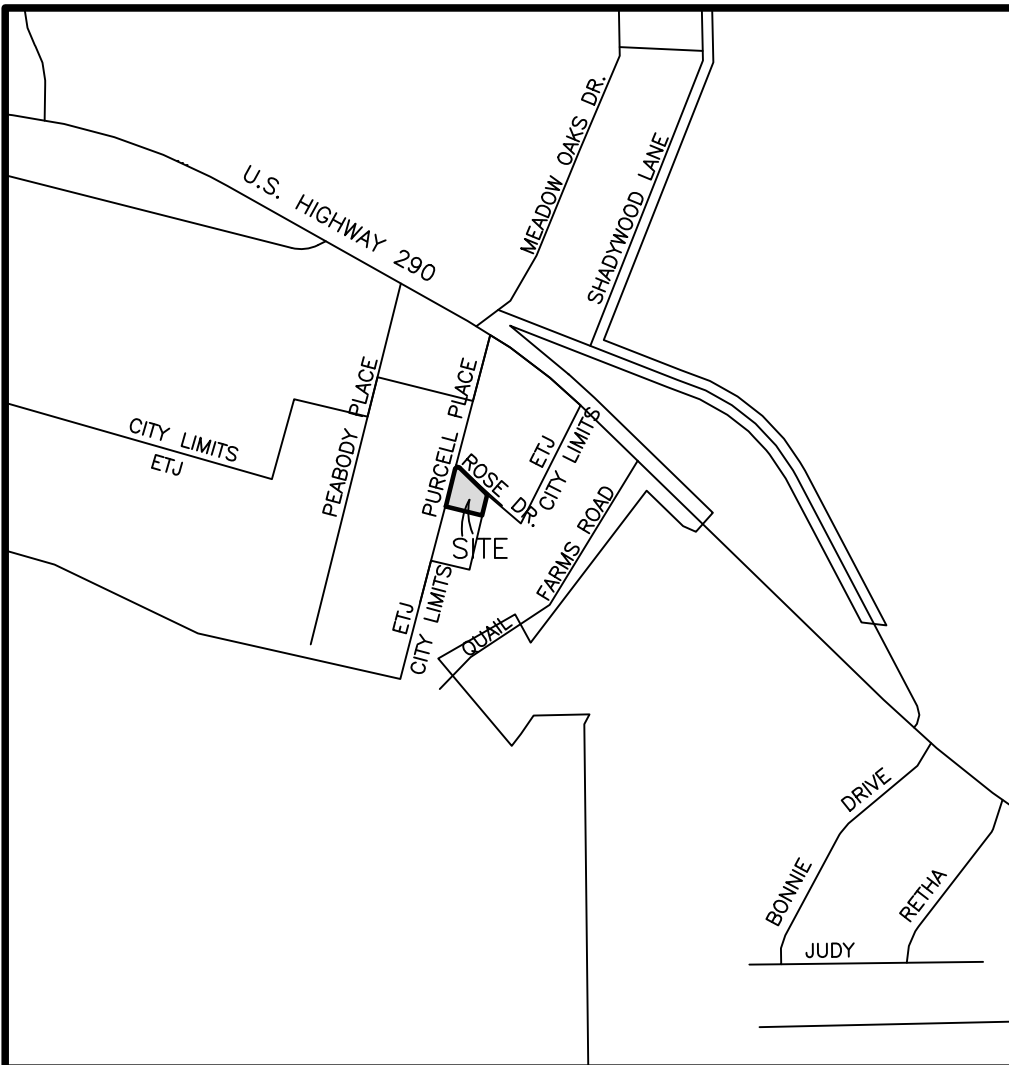 MEADOW OAKS DR.
SHADYWOOD LANE
U.S. HIGHWAY 290
PEABODY PLACE
PURCELL PLACE
CITY LIMITS
ETJ
ROSE DR.
ETJ
CITY LIMITS
SITE
FARMS ROAD
QUAIL
ETJ
CITY LIMITS
DRIVE
BONNIE
RETHA
JUDY